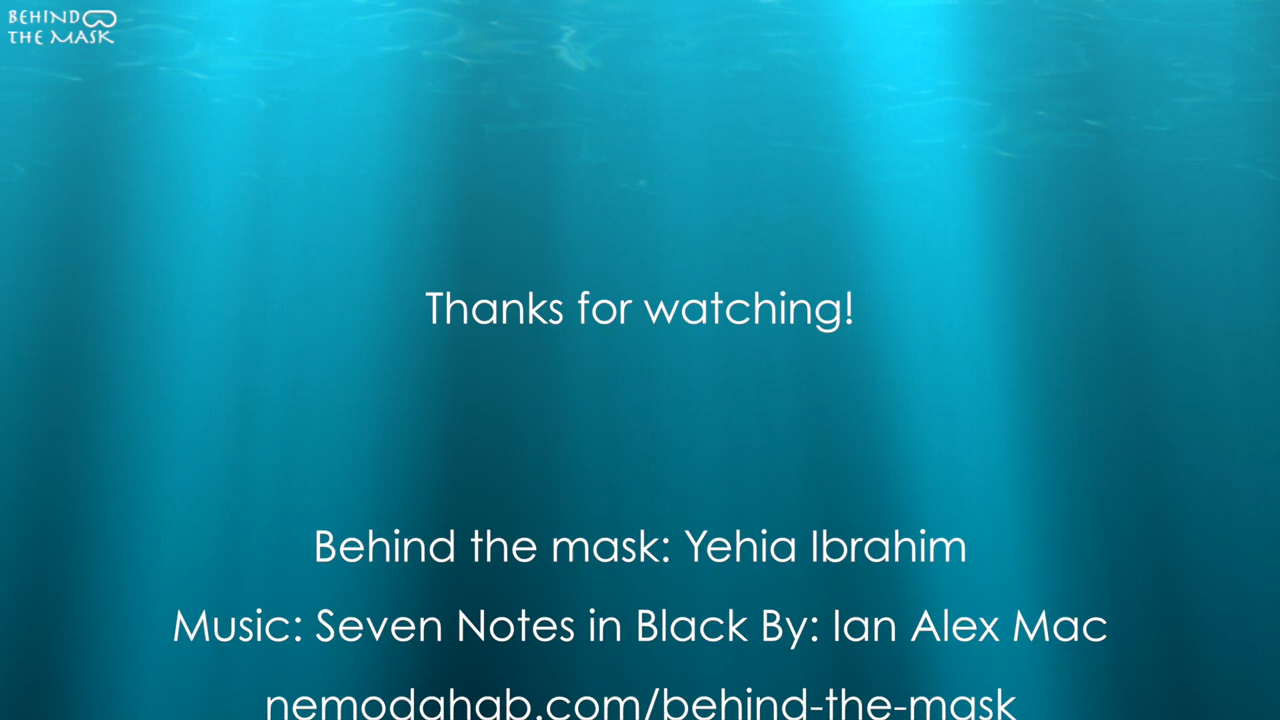 BEHIND
THE MASK
Thanks for watching!
Behind the mask: Yehia Ibrahim
Music: Seven Notes in Black By: Ian Alex Mac
nemodahab.com/behind-the-mask